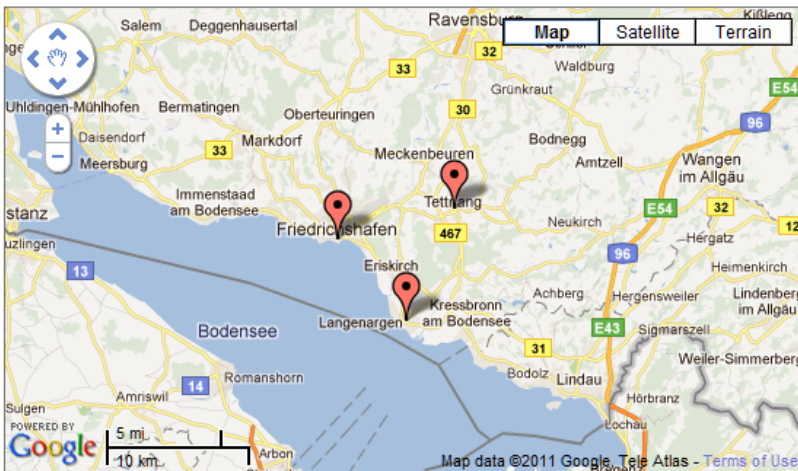 Salem
Deggenhausertal
Ravensburg
Kißlegg
Map
Satellite
Terrain
32
33
Waldburg
Grünkraut
E54
Uhldingen-Mühlhofen
Bermatingen
Oberteuringen
30
96
Daisendorf
Markdorf
Bodnegg
Meersburg
33
Meckenbeuren
Amtzell
Wangen
im Allgäu
Immenstaad
am Bodensee
Tettnang
stanz
Friedrichshafen
467
Neukirch
E54
32
12
uzlingen
Hergatz
96
13
Eriskirch
Heimenkirch
Achberg
Hergensweiler
Lindenberg
im Allgäu
Kressbronn
am Bodensee
Langenargen
E43
Sigmarszell
Bodensee
31
Weiler-Simmerberg
Romanshorn
Bodolz
Lindau
14
Amriswil
Hörbranz
Sulgen
Lochau
POWERED BY
Google
5 mi
10 km
Arbon
Bregenz
Map data ©2011 Google, Tele Atlas - Terms of Use